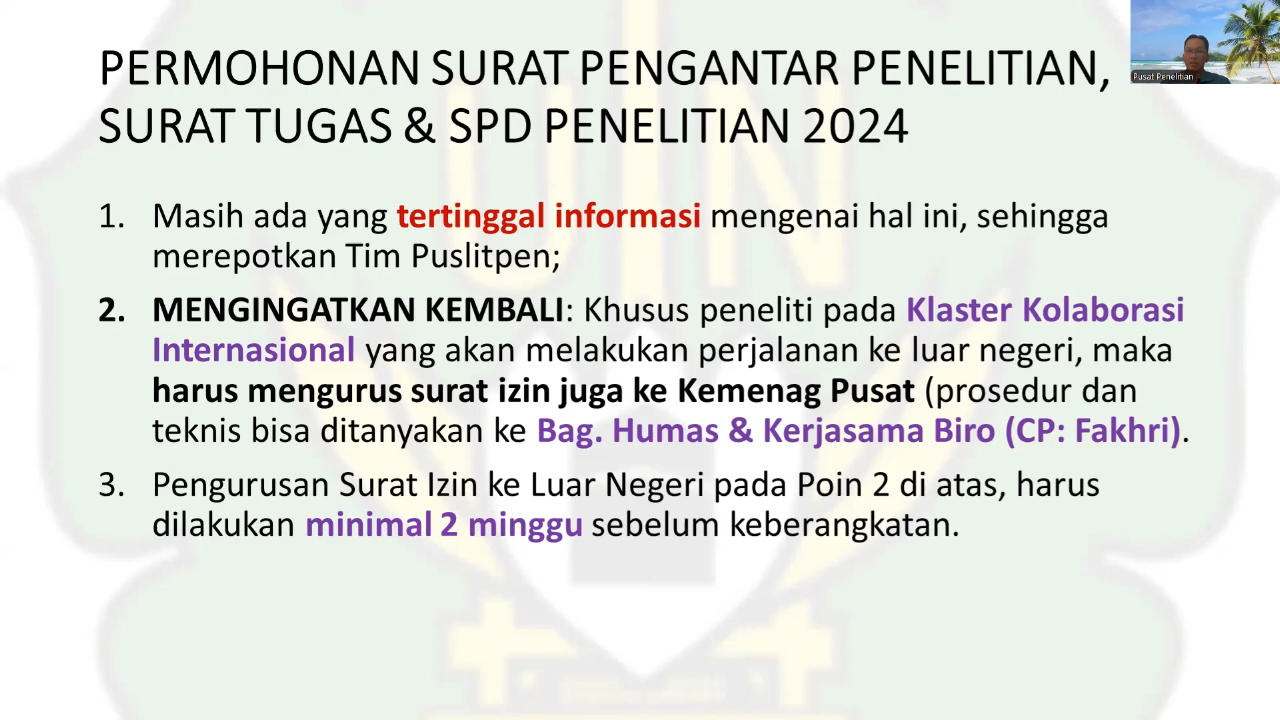 PERMOHONAN SURAT PENGANTAR PENELITIAN,
SURAT TUGAS & SPD PENELITIAN 2024
Pusat Penelitian
1. Masih ada yang tertinggal informasi mengenai hal ini, sehingga
merepotkan Tim Puslitpen;
2. MENGINGATKAN KEMBALI: Khusus peneliti pada Klaster Kolaborasi
Internasional yang akan melakukan perjalanan ke luar negeri, maka
harus mengurus surat izin juga ke Kemenag Pusat (prosedur dan
teknis bisa ditanyakan ke Bag. Humas & Kerjasama Biro (CP: Fakhri).
3. Pengurusan Surat Izin ke Luar Negeri pada Poin 2 di atas, harus
dilakukan minimal 2 minggu sebelum keberangkatan.
UIN